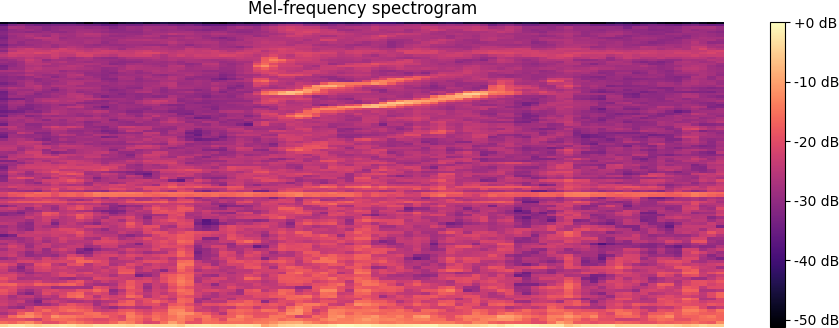 Mel-frequency spectrogram
+0 dB
-10 dB
-20 dB
-30 dB
-40 dB
-50 dB